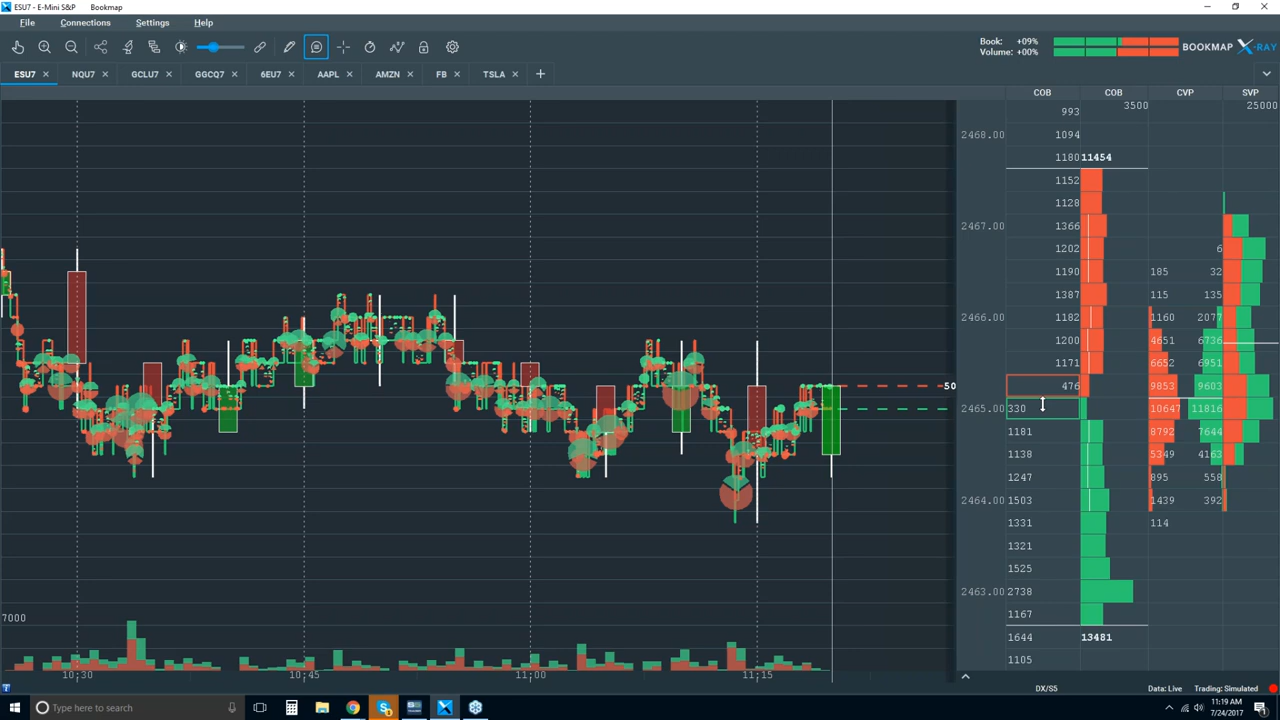 ESU7 - E-Mini S&P Bookmap
File Connections Settings Help
Book: +09%
Volume: +00%
BOOKMAP X-RAY
ESU7 NQU7 GCLU7 GGCQ7 6EU7 AAPL AMZN FB TSLA
COB COB CVP SVP
3500 25000
993
2468.00 1094
1180 11454
1152
1128
2467.00 1366
1202 6
1190 185 32
1387 115 135
2466.00 1182 1160 2077
1200 4651 6736
1171 6652 6951
50 476 9853 9603
2465.00 330 10647 11816
1181 8792 7644
1138 5349 4163
1247 895 558
2464.00 1503 1439 392
1331 114
1321
1525
2463.00 2738
7000 1167
1644 13481
1105
10:30 10:45 11:00 11:15
DX/S5 Data: Live Trading: Simulated
Type here to search
11:19 AM
7/24/2017